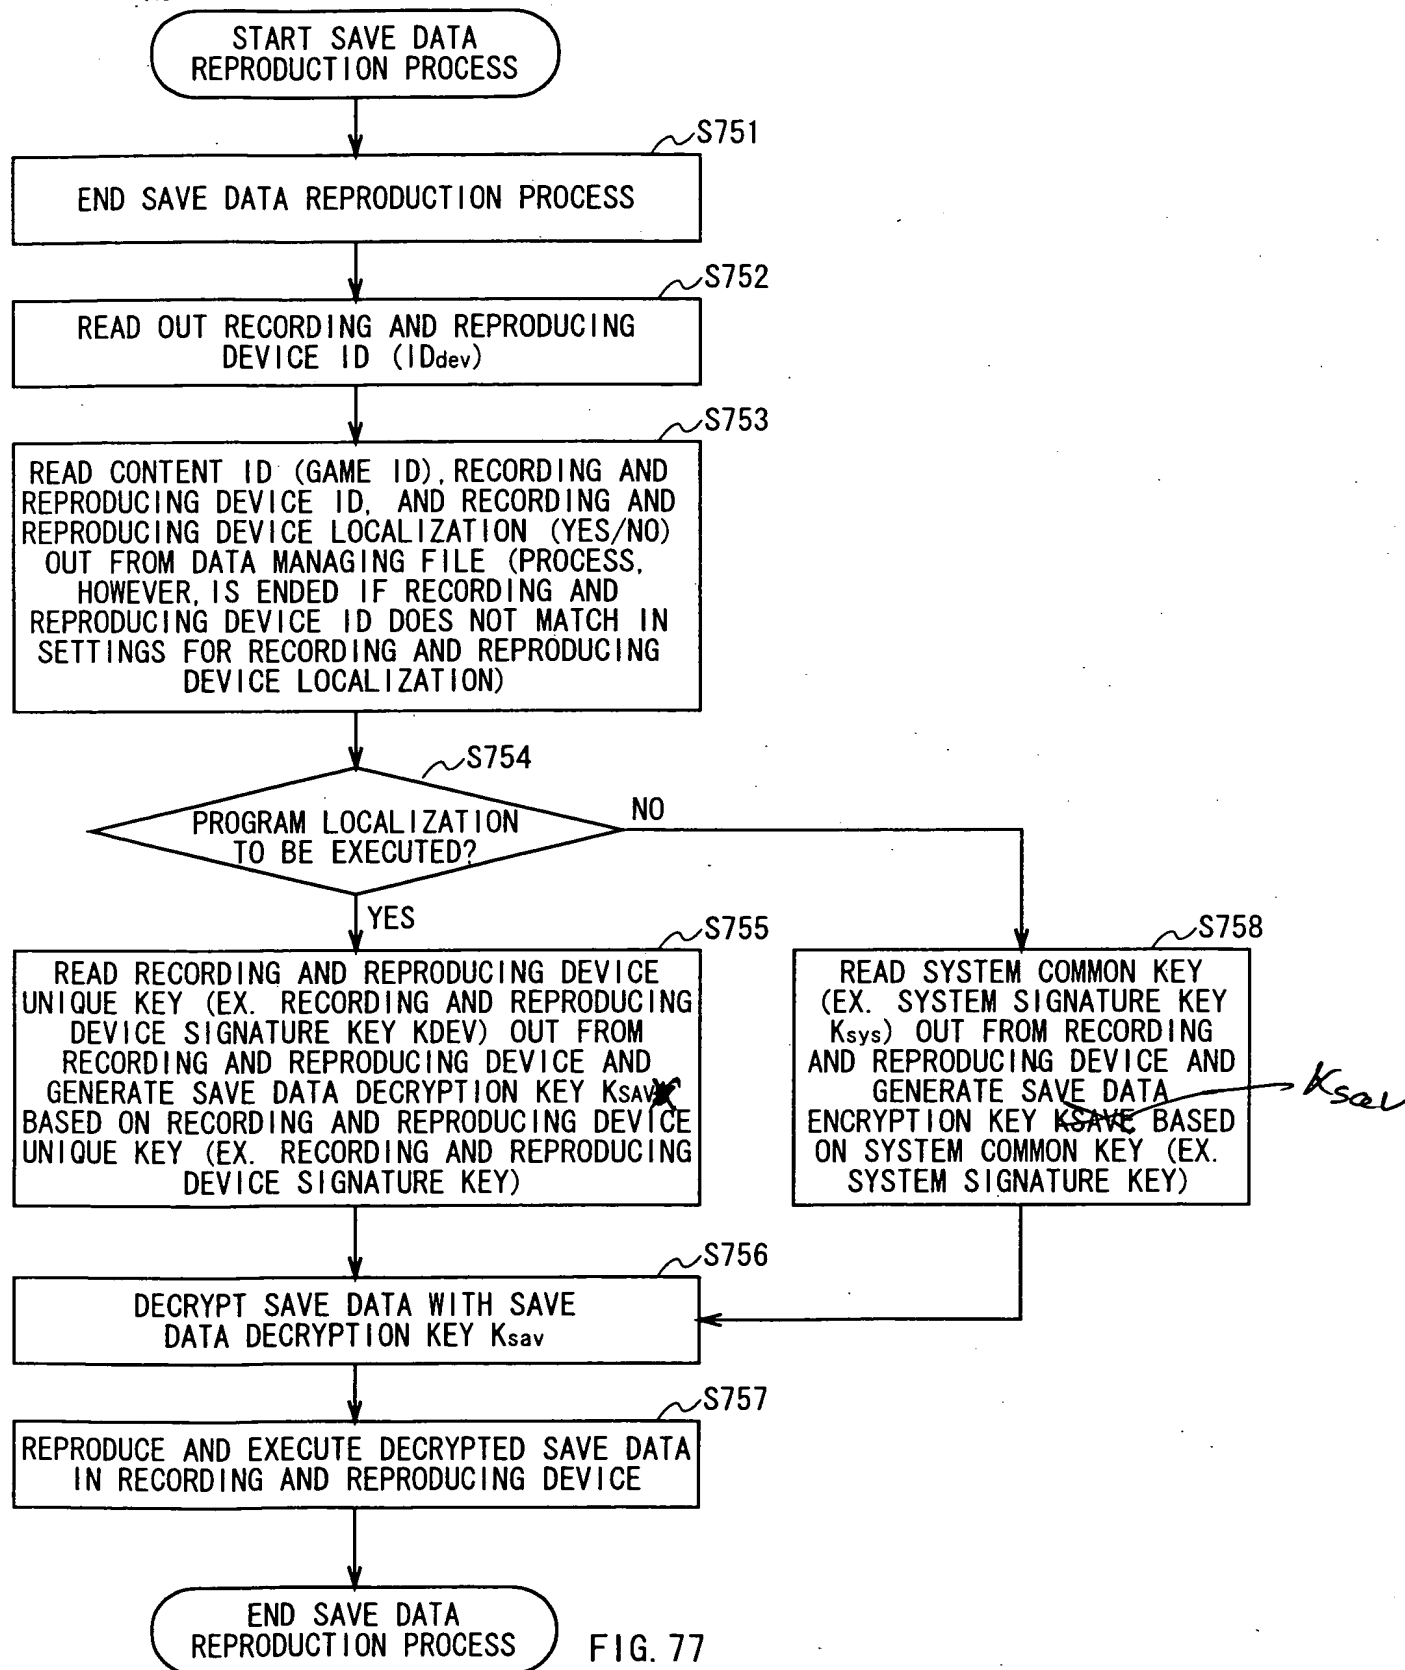 START SAVE DATA
REPRODUCTION PROCESS
S751
END SAVE DATA REPRODUCTION PROCESS
S752
READ OUT RECORDING AND REPRODUCING
DEVICE ID (IDdev)
S753
READ CONTENT ID (GAME ID), RECORDING AND
REPRODUCING DEVICE ID, AND RECORDING AND
REPRODUCING DEVICE LOCALIZATION (YES/NO)
OUT FROM DATA MANAGING FILE (PROCESS,
HOWEVER, IS ENDED IF RECORDING AND
REPRODUCING DEVICE ID DOES NOT MATCH IN
SETTINGS FOR RECORDING AND REPRODUCING
DEVICE LOCALIZATION)
S754
PROGRAM LOCALIZATION
TO BE EXECUTED?
NO
YES
S755
READ RECORDING AND REPRODUCING DEVICE
UNIQUE KEY (EX. RECORDING AND REPRODUCING
DEVICE SIGNATURE KEY KDEV) OUT FROM
RECORDING AND REPRODUCING DEVICE AND
GENERATE SAVE DATA DECRYPTION KEY KSAV
BASED ON RECORDING AND REPRODUCING DEVICE
UNIQUE KEY (EX. RECORDING AND REPRODUCING
DEVICE SIGNATURE KEY)
S758
READ SYSTEM COMMON KEY
(EX. SYSTEM SIGNATURE KEY
Ksys) OUT FROM RECORDING
AND REPRODUCING DEVICE AND
GENERATE SAVE DATA
ENCRYPTION KEY KSAVE BASED
ON SYSTEM COMMON KEY (EX.
SYSTEM SIGNATURE KEY)
Ksav
S756
DECRYPT SAVE DATA WITH SAVE
DATA DECRYPTION KEY Ksav
S757
REPRODUCE AND EXECUTE DECRYPTED SAVE DATA
IN RECORDING AND REPRODUCING DEVICE
END SAVE DATA
REPRODUCTION PROCESS
FIG. 77